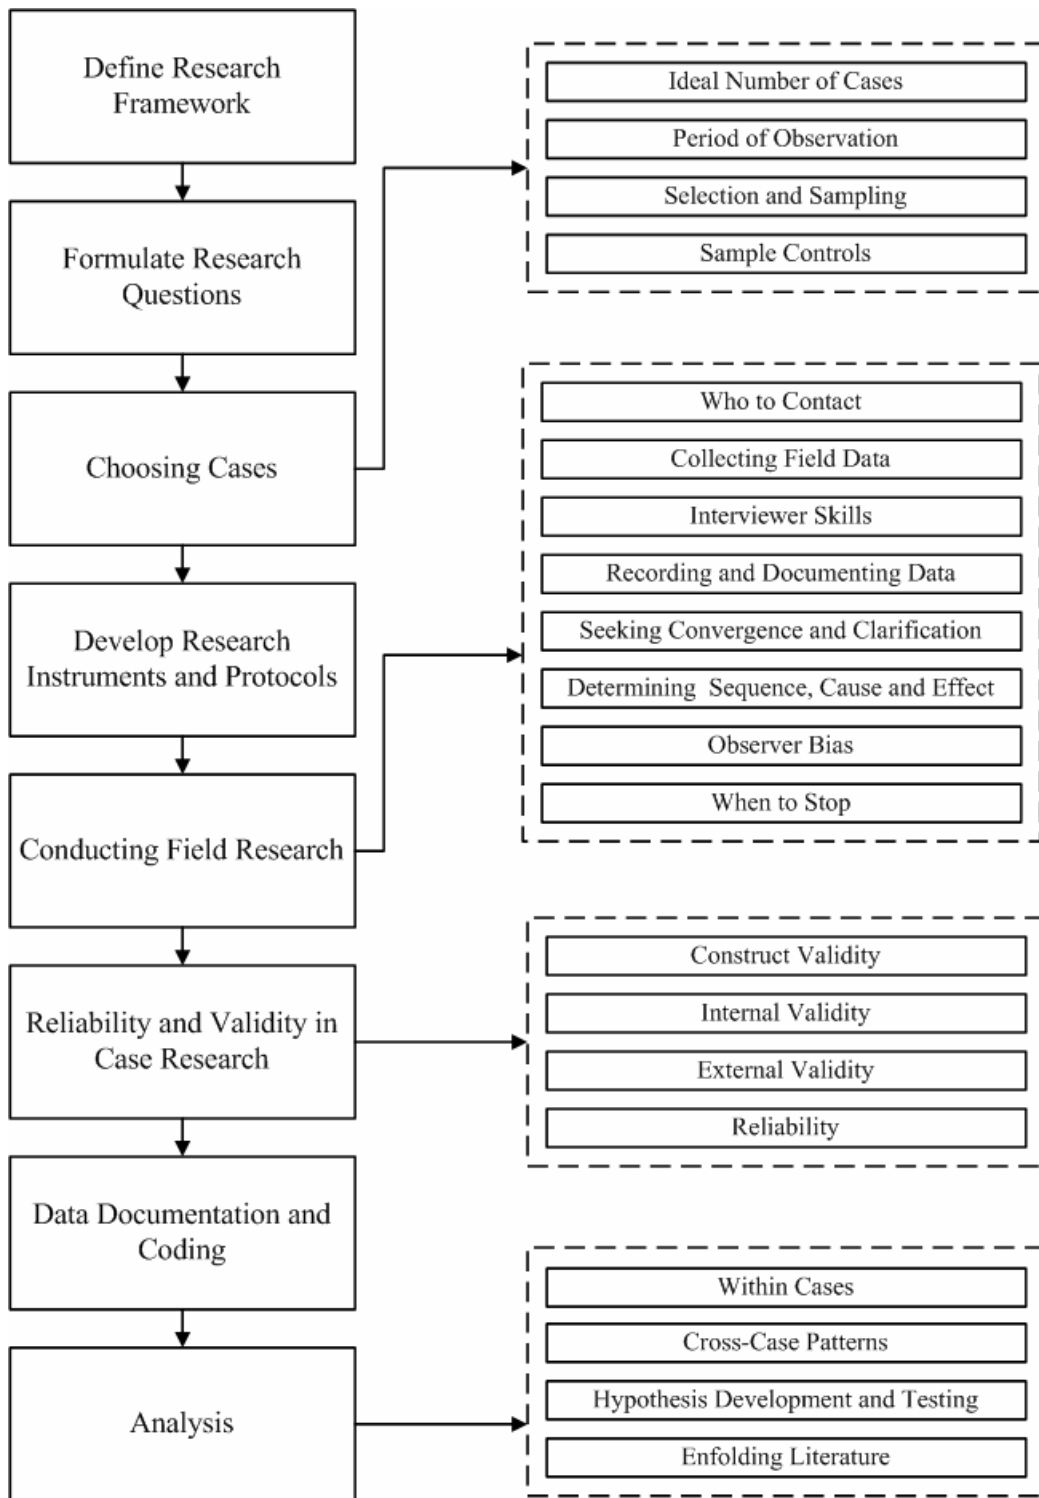 Define Research
Framework
Formulate Research
Questions
Choosing Cases
Develop Research
Instruments and Protocols
Conducting Field Research
Reliability and Validity in
Case Research
Data Documentation and
Coding
Analysis
Ideal Number of Cases
Period of Observation
Selection and Sampling
Sample Controls
Who to Contact
Collecting Field Data
Interviewer Skills
Recording and Documenting Data
Seeking Convergence and Clarification
Determining Sequence, Cause and Effect
Observer Bias
When to Stop
Construct Validity
Internal Validity
External Validity
Reliability
Within Cases
Cross-Case Patterns
Hypothesis Development and Testing
Enfolding Literature